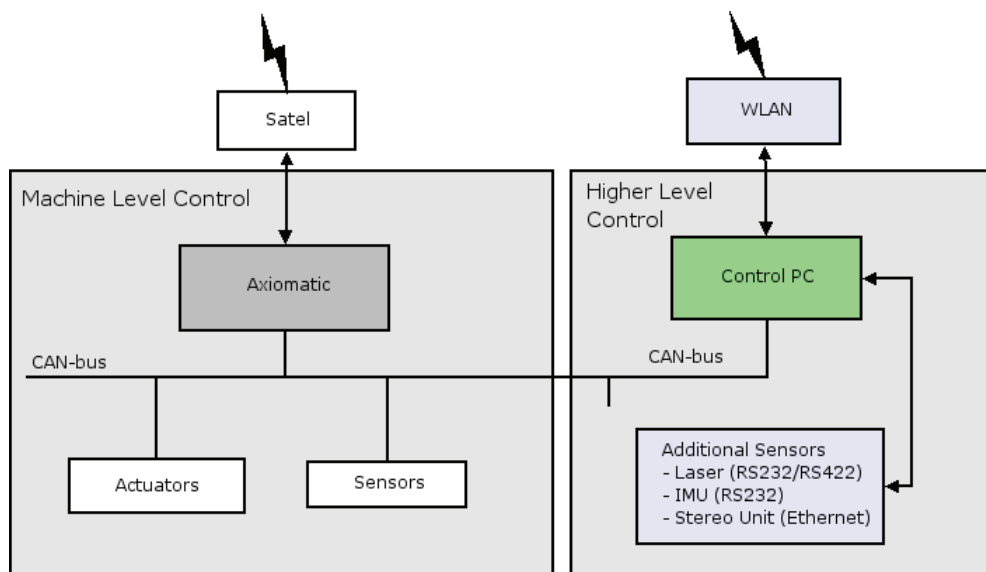 Satel
WLAN
Machine Level Control
Higher Level
Control
Axiomatic
Control PC
CAN-bus
CAN-bus
Actuators
Sensors
Additional Sensors
- Laser (RS232/RS422)
- IMU (RS232)
- Stereo Unit (Ethernet)